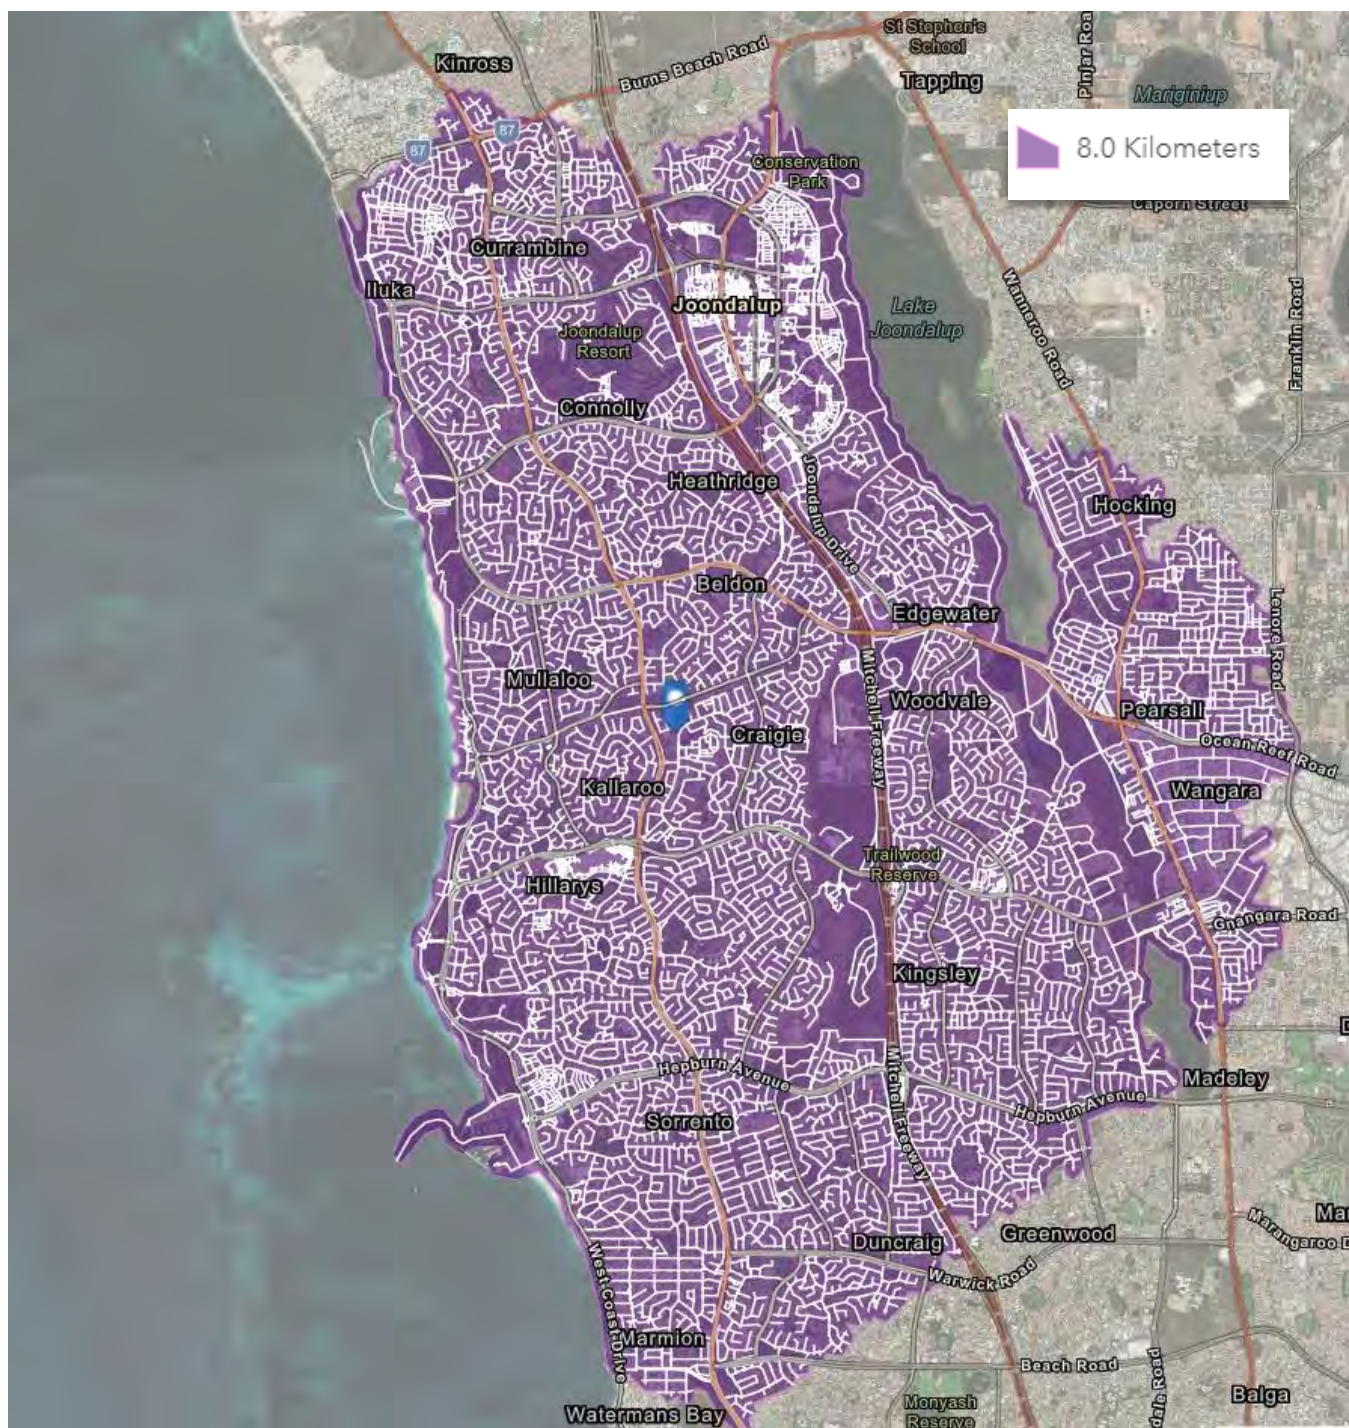 St Stephen's
School
Kinross
Burns Beach Road
Tapping
Pinjar Roa
Mariginiup
87
87
8.0 Kilometers
Conservation
Park
Caporn Street
Currambine
Iluka
Joondalup
Lake
Joondalup
Wanneroo Road
Franklin Road
Joondalup
Resort
Connolly
Heathridge
Joondalup Drive
Hocking
Beldon
Edgewater
Lenore Road
Mullaloo
Mitchell Freeway
Woodvale
Pearsall
Craigie
Ocean Reef Road
Kallaroo
Wangara
Trailwood
Reserve
Hillarys
Gnangara Road
Kingsley
D
Hepburn Avenue
Mitchell Freeway
Madeley
Hepburn Avenue
Sorrento
Mar
Marangaroo D
Greenwood
Duncraig
West Coast Drive
Warwick Road
Marmion
Beach Road
dale Road
Balga
Monyash
Reserve
Watermans Bay